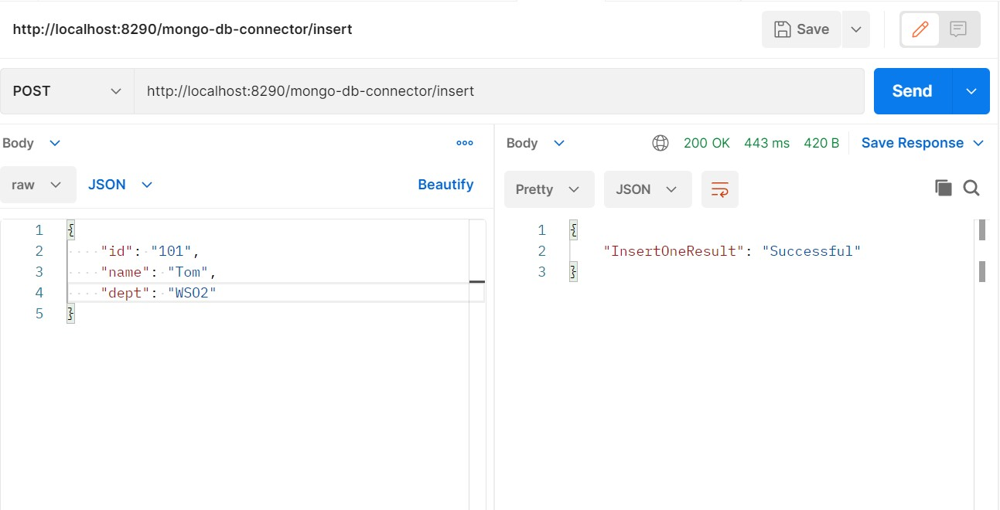 http://localhost:8290/mongo-db-connector/insert
Save
POST
http://localhost:8290/mongo-db-connector/insert
Send
Body
raw
JSON
Beautify
1 {
2 "id": "101",
3 "name": "Tom",
4 "dept": "WSO2"
5 }
Body
200 OK 443 ms 420 B Save Response
Pretty JSON
1 {
2 "InsertOneResult": "Successful"
3 }